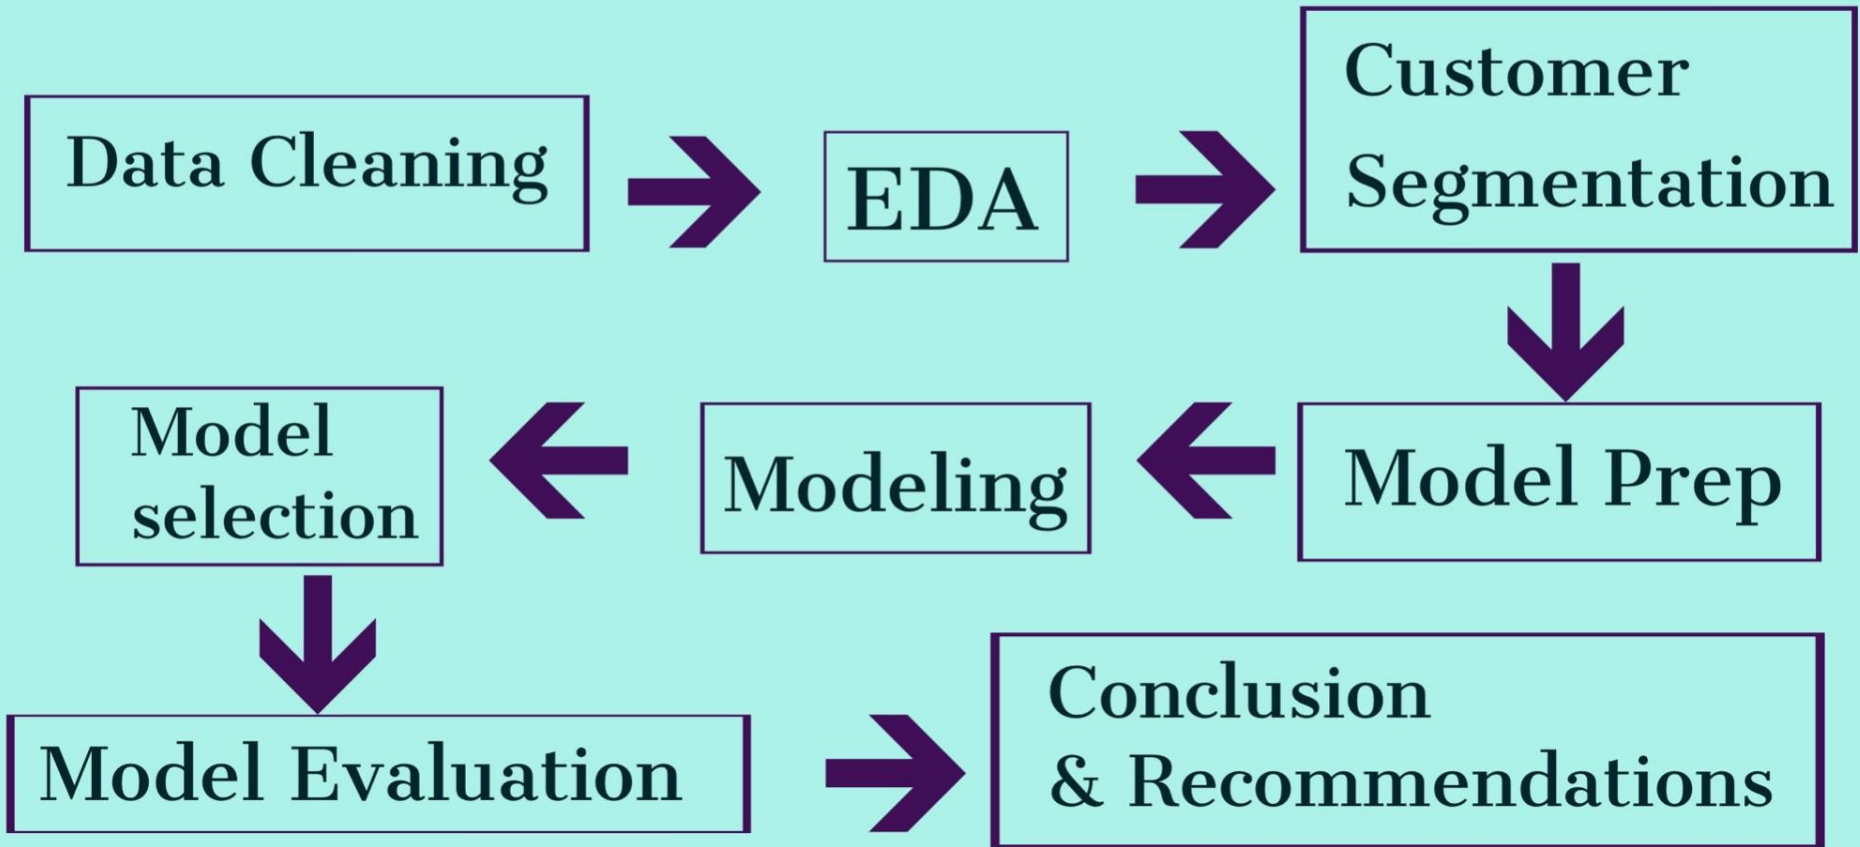 Data Cleaning
EDA
Customer
Segmentation
Model Prep
Modeling
Model
selection
Model Evaluation
Conclusion
& Recommendations